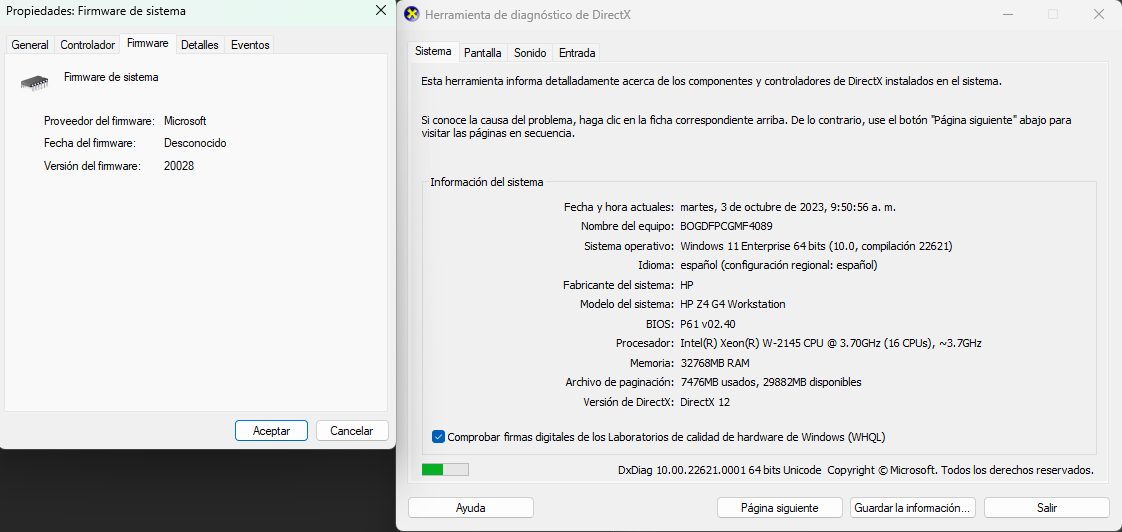 Propiedades: Firmware de sistema
General Controlador Firmware Detalles Eventos
Firmware de sistema
Proveedor del firmware: Microsoft
Fecha del firmware: Desconocido
Versión del firmware: 20028
Aceptar Cancelar
Herramienta de diagnóstico de DirectX
Sistema Pantalla Sonido Entrada
Esta herramienta informa detalladamente acerca de los componentes y controladores de DirectX instalados en el sistema.
Si conoce la causa del problema, haga clic en la ficha correspondiente arriba. De lo contrario, use el botón "Página siguiente" abajo para
visitar las páginas en secuencia.
Información del sistema
Fecha y hora actuales: martes, 3 de octubre de 2023, 9:50:56 a. m.
Nombre del equipo: BOGDFPCGMF4089
Sistema operativo: Windows 11 Enterprise 64 bits (10.0, compilación 22621)
Idioma: español (configuración regional: español)
Fabricante del sistema: HP
Modelo del sistema: HP Z4 G4 Workstation
BIOS: P61 v02.40
Procesador: Intel(R) Xeon(R) W-2145 CPU @ 3.70GHz (16 CPUs), ~3.7GHz
Memoria: 32768MB RAM
Archivo de paginación: 7476MB usados, 29882MB disponibles
Versión de DirectX: DirectX 12
Comprobar firmas digitales de los Laboratorios de calidad de hardware de Windows (WHQL)
DxDiag 10.00.22621.0001 64 bits Unicode Copyright © Microsoft. Todos los derechos reservados.
Ayuda Página siguiente Guardar la información... Salir